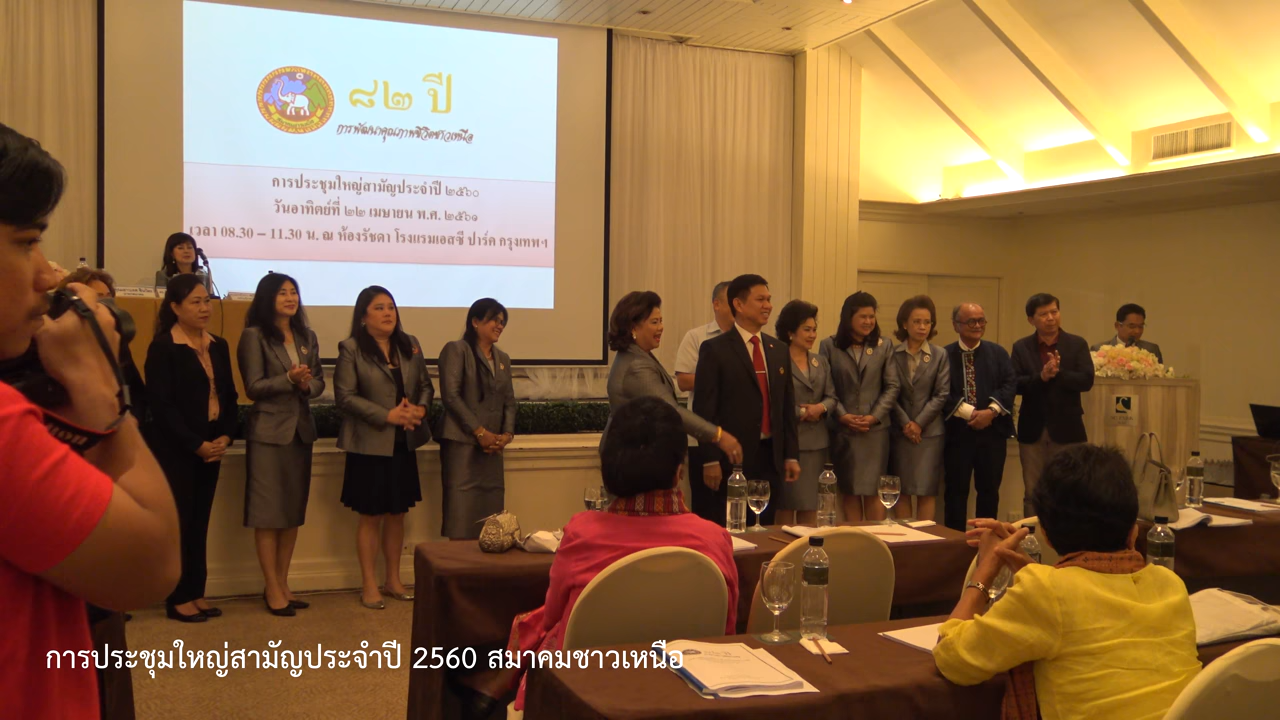 ๘๒ ปี
การพัฒนาคุณภาพชีวิตชาวเหนือ
การประชุมใหญ่สามัญประจำปี ๒๕๖๐
วันอาทิตย์ที่ ๒๒ เมษายน พ.ศ. ๒๕๖๑
เวลา 08.30 – 11.30 น. ณ ห้องรัชดา โรงแรมเอสซี ปาร์ค กรุงเทพฯ
การประชุมใหญ่สามัญประจำปี 2560 สมาคมชาวเหนือ